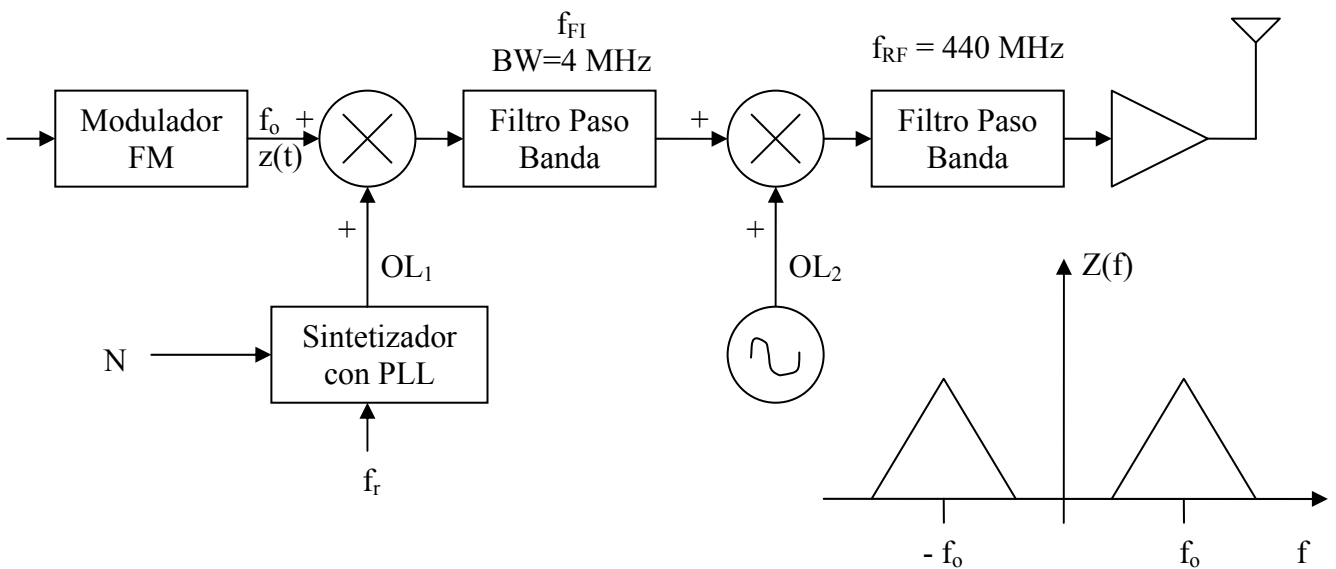 f_FI
BW=4 MHz
f_RF = 440 MHz
Modulador
FM
f_o
+
z(t)
Filtro Paso
Banda
+
Filtro Paso
Banda
+
OL_1
+
OL_2
Z(f)
N
Sintetizador
con PLL
f_r
- f_o
f_o
f